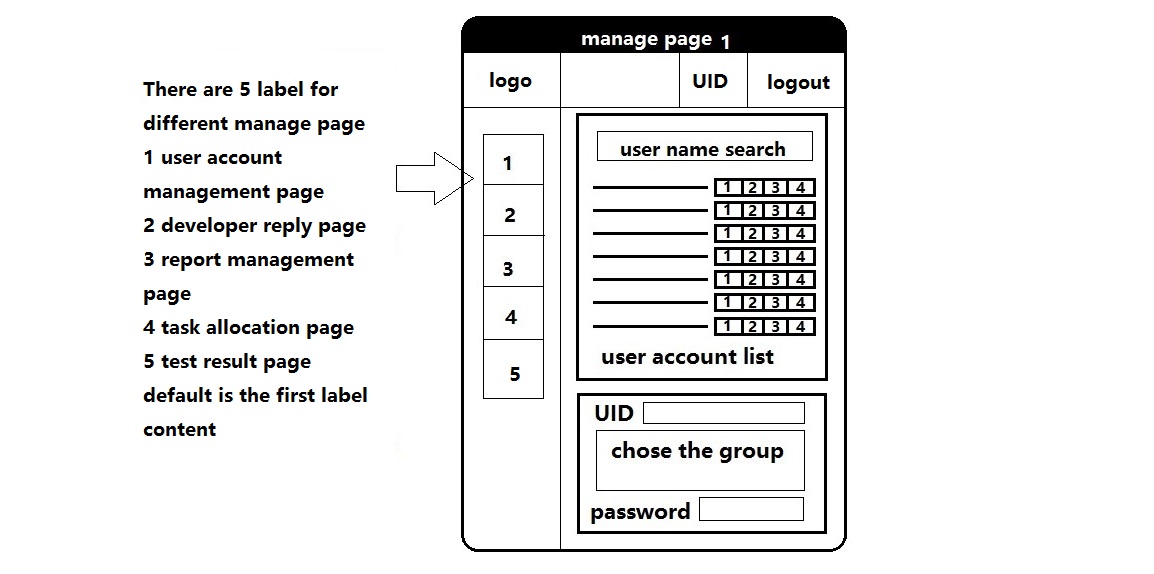 There are 5 label for
different manage page
1 user account
management page
2 developer reply page
3 report management
page
4 task allocation page
5 test result page
default is the first label
content
manage page 1
logo
UID
logout
1
2
3
4
5
user name search
1 2 3 4
1 2 3 4
1 2 3 4
1 2 3 4
1 2 3 4
1 2 3 4
1 2 3 4
user account list
UID
chose the group
password